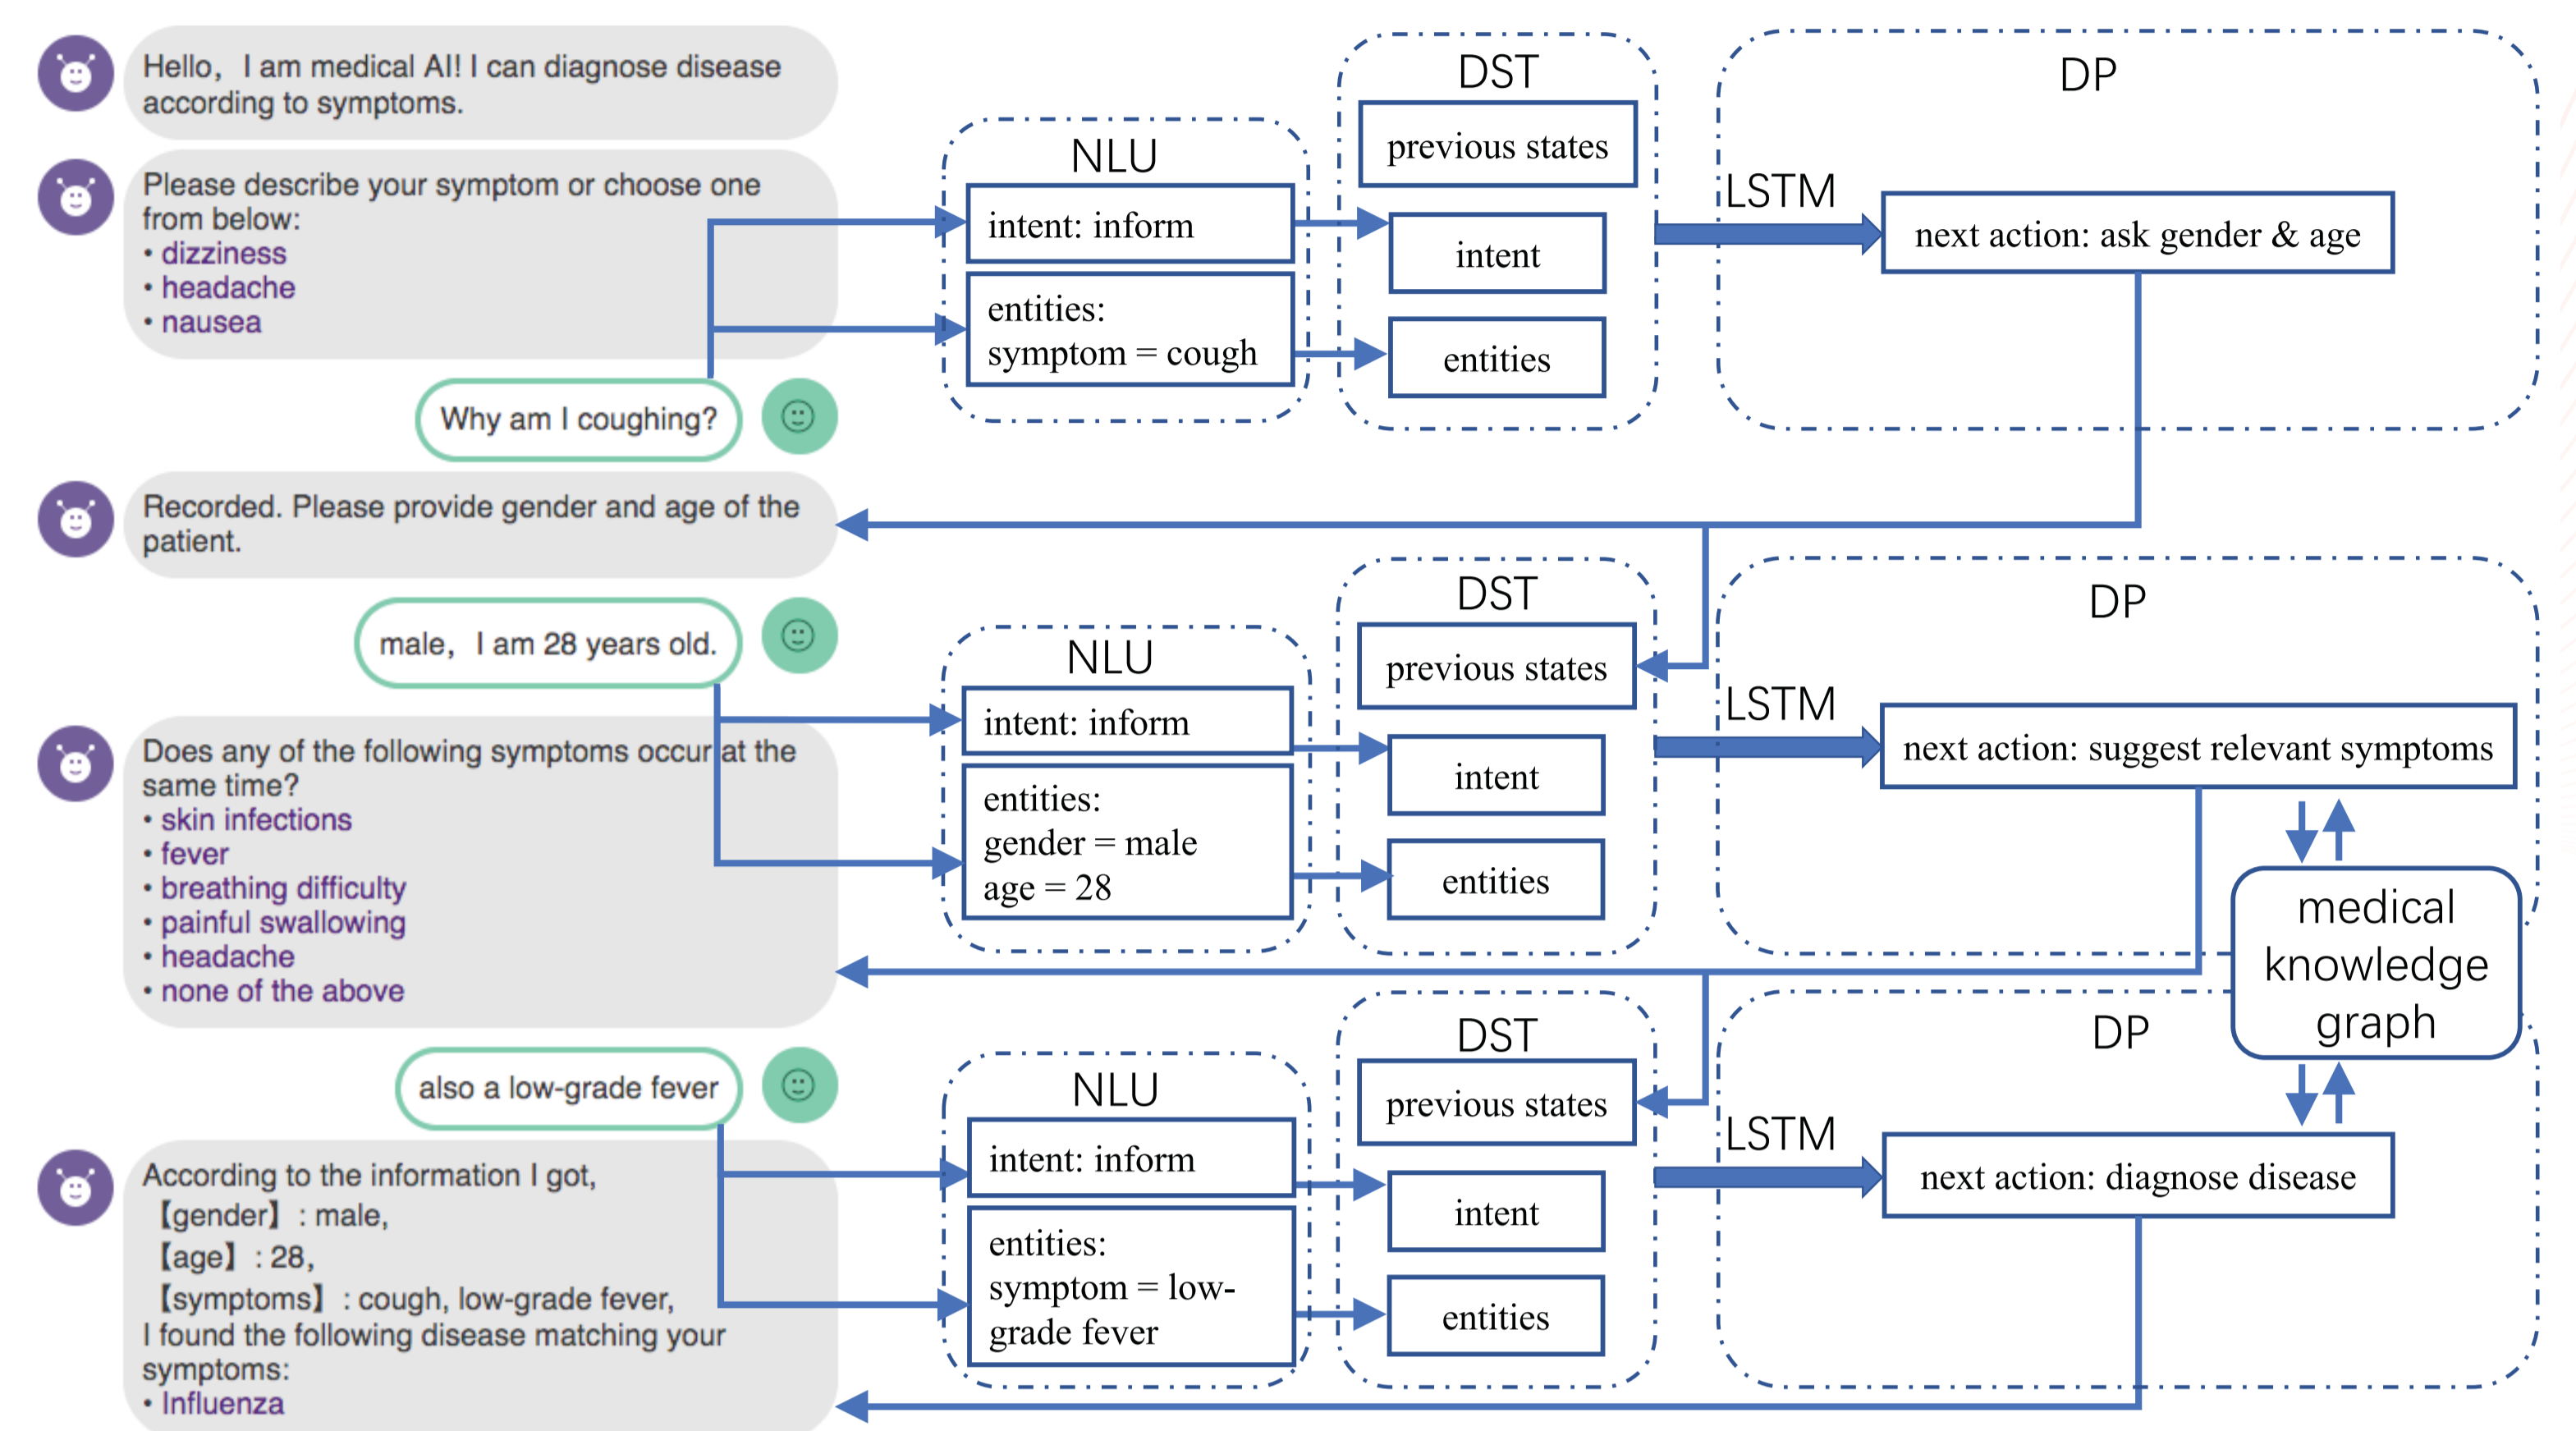 Hello，I am medical AI! I can diagnose disease
according to symptoms.
Please describe your symptom or choose one
from below:
• dizziness
• headache
• nausea
Why am I coughing?
NLU
intent: inform
entities:
symptom = cough
DST
previous states
intent
entities
LSTM
DP
next action: ask gender & age
Recorded. Please provide gender and age of the
patient.
male，I am 28 years old.
NLU
intent: inform
entities:
gender = male
age = 28
DST
previous states
intent
entities
LSTM
DP
next action: suggest relevant symptoms
medical
knowledge
graph
Does any of the following symptoms occur at the
same time?
• skin infections
• fever
• breathing difficulty
• painful swallowing
• headache
• none of the above
also a low-grade fever
NLU
intent: inform
entities:
symptom = low-
grade fever
DST
previous states
intent
entities
LSTM
DP
next action: diagnose disease
According to the information I got,
【gender】: male,
【age】: 28,
【symptoms】: cough, low-grade fever,
I found the following disease matching your
symptoms:
• Influenza